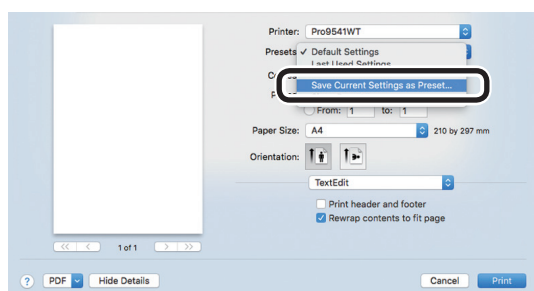 Printer: Pro9541WT
Presets ✓ Default Settings
Last Used Settings
Save Current Settings as Preset...
From: 1 to: 1
Paper Size: A4 210 by 297 mm
Orientation:
TextEdit
Print header and footer
Rewrap contents to fit page
1 of 1
? PDF Hide Details Cancel Print